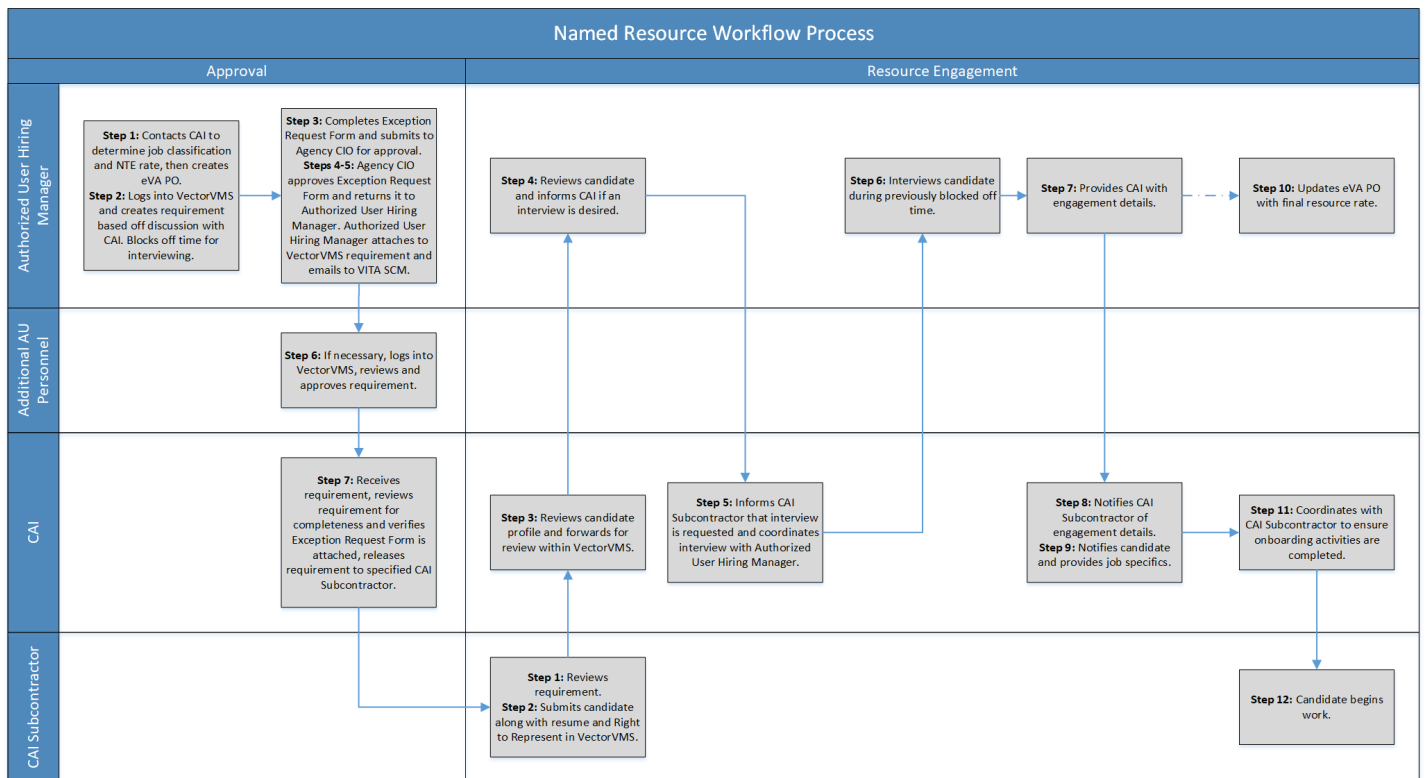 Named Resource Workflow Process
Approval
Resource Engagement
Authorized User Hiring
Manager
Step 1: Contacts CAI to
determine job classification
and NTE rate, then creates
eVA PO.
Step 2: Logs into VectorVMS
and creates requirement
based off discussion with
CAI. Blocks off time for
interviewing.
Step 3: Completes Exception
Request Form and submits to
Agency CIO for approval.
Steps 4-5: Agency CIO
approves Exception Request
Form and returns it to
Authorized User Hiring
Manager. Authorized User
Hiring Manager attaches to
VectorVMS requirement and
emails to VITA SCM.
Step 4: Reviews candidate
and informs CAI if an
interview is desired.
Step 6: Interviews candidate
during previously blocked off
time.
Step 7: Provides CAI with
engagement details.
Step 10: Updates eVA PO
with final resource rate.
Additional AU
Personnel
Step 6: If necessary, logs into
VectorVMS, reviews and
approves requirement.
CAI
Step 7: Receives
requirement, reviews
requirement for
completeness and verifies
Exception Request Form is
attached, releases
requirement to specified CAI
Subcontractor.
Step 3: Reviews candidate
profile and forwards for
review within VectorVMS.
Step 5: Informs CAI
Subcontractor that interview
is requested and coordinates
interview with Authorized
User Hiring Manager.
Step 8: Notifies CAI
Subcontractor of
engagement details.
Step 9: Notifies candidate
and provides job specifics.
Step 11: Coordinates with
CAI Subcontractor to ensure
onboarding activities are
completed.
CAI Subcontractor
Step 1: Reviews
requirement.
Step 2: Submits candidate
along with resume and Right
to Represent in VectorVMS.
Step 12: Candidate begins
work.